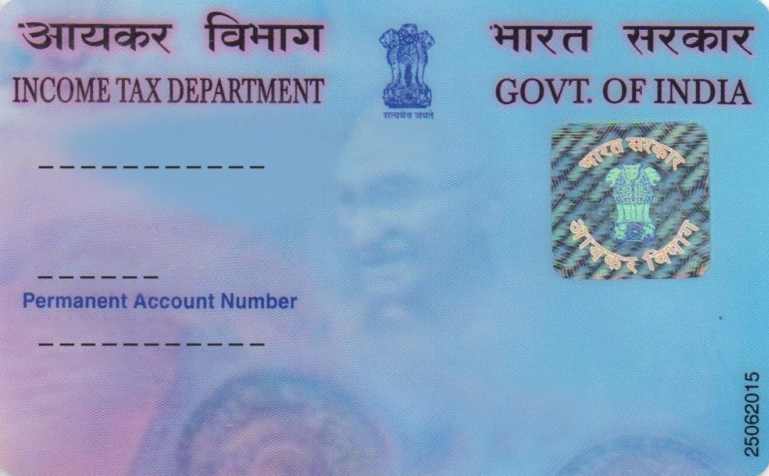 आयकर विभाग
भारत सरकार
INCOME TAX DEPARTMENT
GOVT. OF INDIA
सत्यमेव जयते
भारत सरकार
आयकर विभाग
Permanent Account Number
25062015